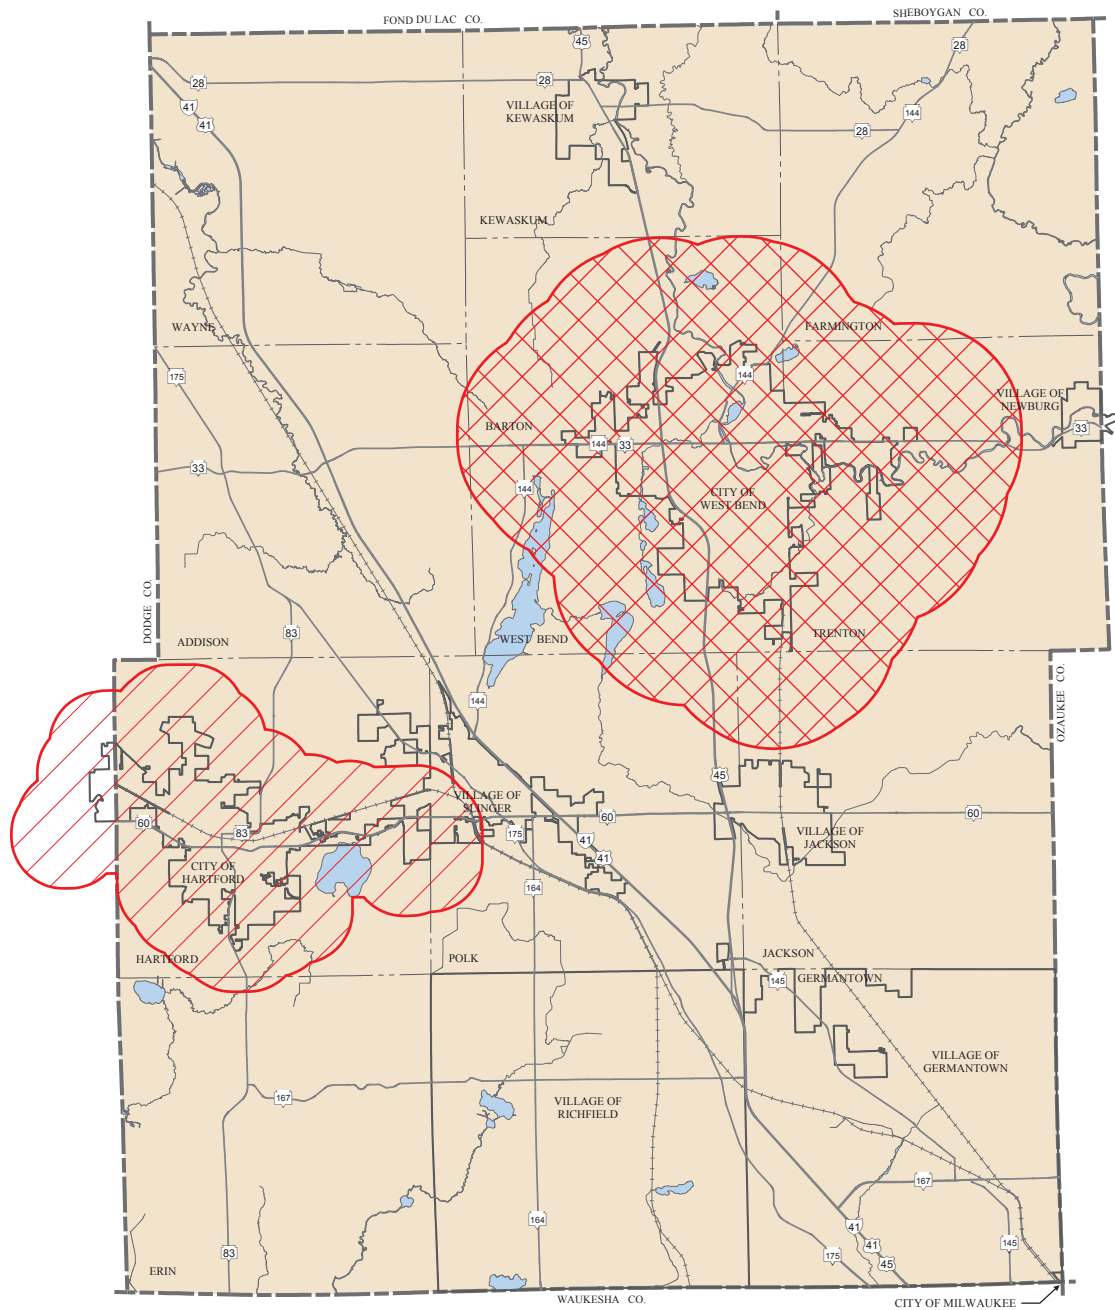 FOND DU LAC CO.
SHEBOYGAN CO.
45
28
28
28
41
41
VILLAGE OF
KEWASKUM
144
28
KEWASKUM
WAYNE
FARMINGTON
175
144
VILLAGE OF
NEWBURG
BARTON
144
33
33
33
144
CITY OF
WEST BEND
DODGE CO.
83
ADDISON
WEST BEND
TRENTON
OZAUKEE CO.
144
45
VILLAGE OF
SLINGER
60
60
60
83
175
41
41
VILLAGE OF
JACKSON
CITY OF
HARTFORD
164
HARTFORD
POLK
JACKSON
GERMANTOWN
145
VILLAGE OF
GERMANTOWN
167
VILLAGE OF
RICHFIELD
167
164
41
41
45
145
83
175
ERIN
WAUKESHA CO.
CITY OF MILWAUKEE